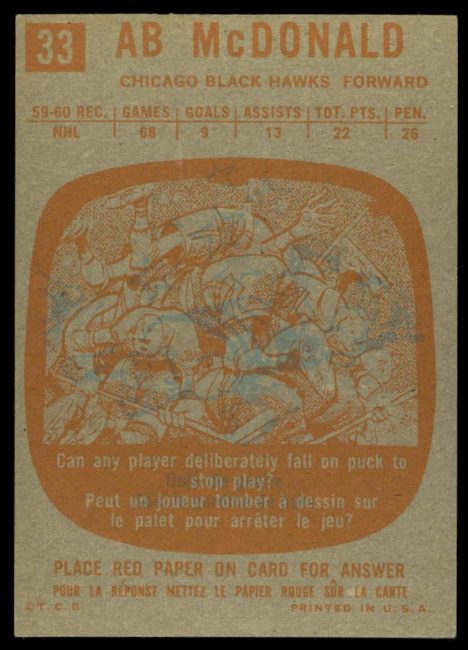 33 AB McDONALD
CHICAGO BLACK HAWKS FORWARD
59-60 REC. GAMES GOALS ASSISTS TOT. PTS. PEN.
NHL 68 9 13 22 26
Can any player deliberately fall on puck to
stop play?
Peut un joueur tomber à dessin sur
le palet pour arrêter le jeu?
PLACE RED PAPER ON CARD FOR ANSWER
POUR LA RÉPONSE METTEZ LE PAPIER ROUGE SUR LA CARTE
©T.C.G. PRINTED IN U.S.A.